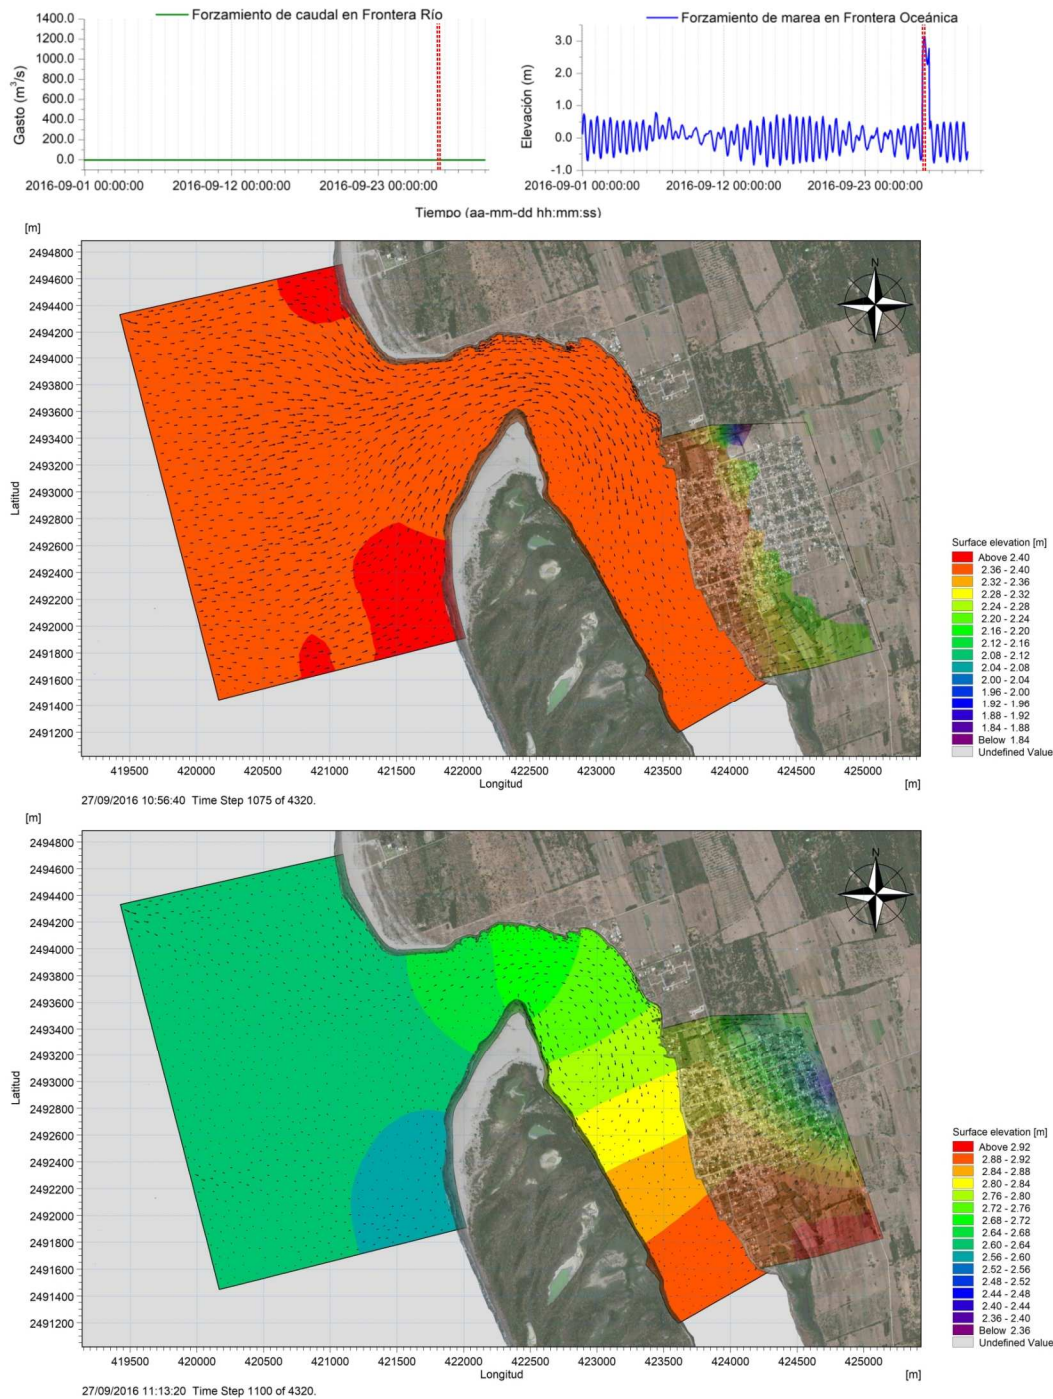 Forzamiento de caudal en Frontera Río
Gasto (m³/s)
1400.0
1200.0
1000.0
800.0
600.0
400.0
200.0
0.0
2016-09-01 00:00:00 2016-09-12 00:00:00 2016-09-23 00:00:00
Forzamiento de marea en Frontera Oceánica
Elevación (m)
3.0
2.0
1.0
0.0
-1.0
2016-09-01 00:00:00 2016-09-12 00:00:00 2016-09-23 00:00:00
Tiempo (aa-mm-dd hh:mm:ss)
[m]
Latitud
2494800
2494600
2494400
2494200
2494000
2493800
2493600
2493400
2493200
2493000
2492800
2492600
2492400
2492200
2492000
2491800
2491600
2491400
2491200
N
419500 420000 420500 421000 421500 422000 422500 423000 423500 424000 424500 425000
Longitud
[m]
27/09/2016 10:56:40 Time Step 1075 of 4320.
Surface elevation [m]
Above 2.40
2.36 - 2.40
2.32 - 2.36
2.28 - 2.32
2.24 - 2.28
2.20 - 2.24
2.16 - 2.20
2.12 - 2.16
2.08 - 2.12
2.04 - 2.08
2.00 - 2.04
1.96 - 2.00
1.92 - 1.96
1.88 - 1.92
1.84 - 1.88
Below 1.84
Undefined Value
[m]
Latitud
2494800
2494600
2494400
2494200
2494000
2493800
2493600
2493400
2493200
2493000
2492800
2492600
2492400
2492200
2492000
2491800
2491600
2491400
2491200
N
419500 420000 420500 421000 421500 422000 422500 423000 423500 424000 424500 425000
Longitud
[m]
27/09/2016 11:13:20 Time Step 1100 of 4320.
Surface elevation [m]
Above 2.92
2.88 - 2.92
2.84 - 2.88
2.80 - 2.84
2.76 - 2.80
2.72 - 2.76
2.68 - 2.72
2.64 - 2.68
2.60 - 2.64
2.56 - 2.60
2.52 - 2.56
2.48 - 2.52
2.44 - 2.48
2.40 - 2.44
2.36 - 2.40
Below 2.36
Undefined Value